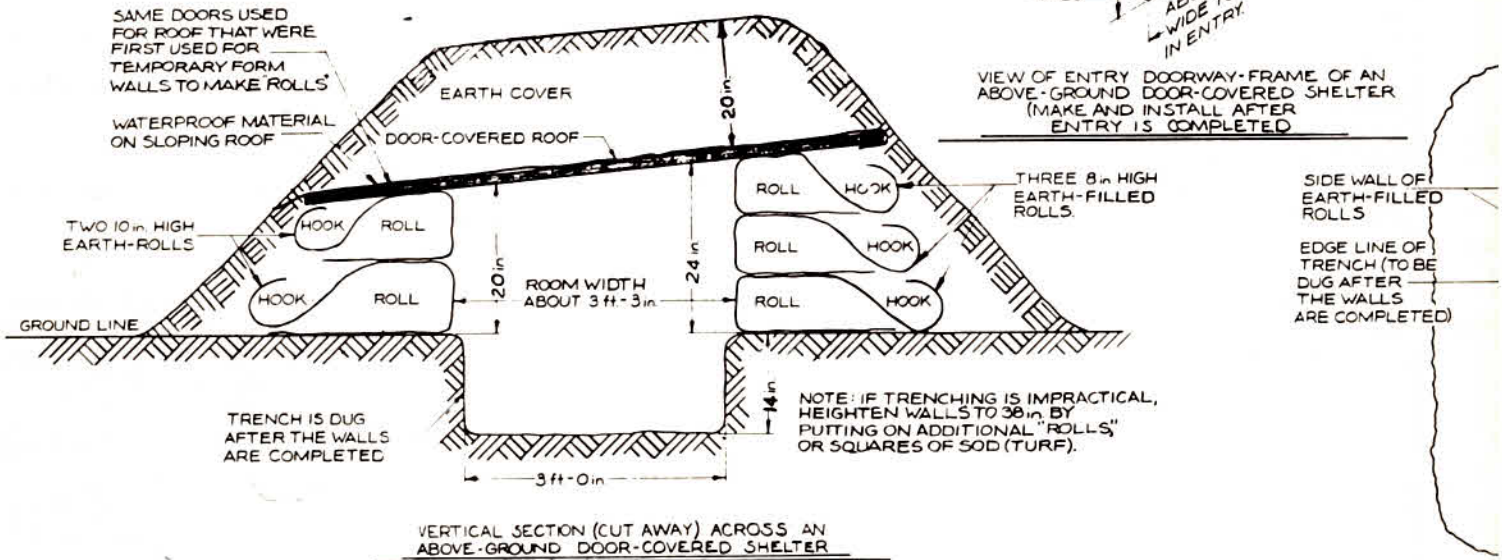 SAME DOORS USED
FOR ROOF THAT WERE
FIRST USED FOR
TEMPORARY FORM
WALLS TO MAKE "ROLLS"
WATERPROOF MATERIAL
ON SLOPING ROOF
EARTH COVER
DOOR-COVERED ROOF
20 in.
WIDE
IN ENTRY.
VIEW OF ENTRY DOORWAY-FRAME OF AN
ABOVE-GROUND DOOR-COVERED SHELTER
(MAKE AND INSTALL AFTER
ENTRY IS COMPLETED
TWO 10 in. HIGH
EARTH-ROLLS
HOOK
ROLL
HOOK
ROLL
20 in
ROOM WIDTH
ABOUT 3 ft-3 in
24 in
ROLL
HOOK
ROLL
HOOK
ROLL
HOOK
THREE 8 in HIGH
EARTH-FILLED
ROLLS.
SIDE WALL OF
EARTH-FILLED
ROLLS
EDGE LINE OF
TRENCH (TO BE
DUG AFTER
THE WALLS
ARE COMPLETED)
GROUND LINE
TRENCH IS DUG
AFTER THE WALLS
ARE COMPLETED
14 in
3 ft-0 in
NOTE: IF TRENCHING IS IMPRACTICAL,
HEIGHTEN WALLS TO 38 in. BY
PUTTING ON ADDITIONAL "ROLLS,"
OR SQUARES OF SOD (TURF).
VERTICAL SECTION (CUT AWAY) ACROSS AN
ABOVE-GROUND DOOR-COVERED SHELTER